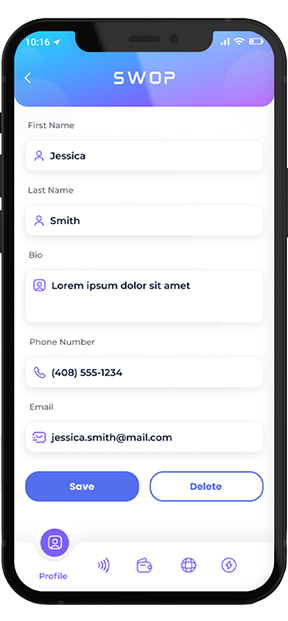 10:16
SWOP
First Name
Jessica
Last Name
Smith
Bio
Lorem ipsum dolor sit amet
Phone Number
(408) 555-1234
Email
jessica.smith@mail.com
Save Delete
Profile